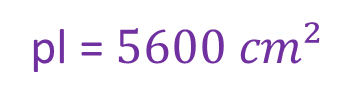 pl = 5600 cm²